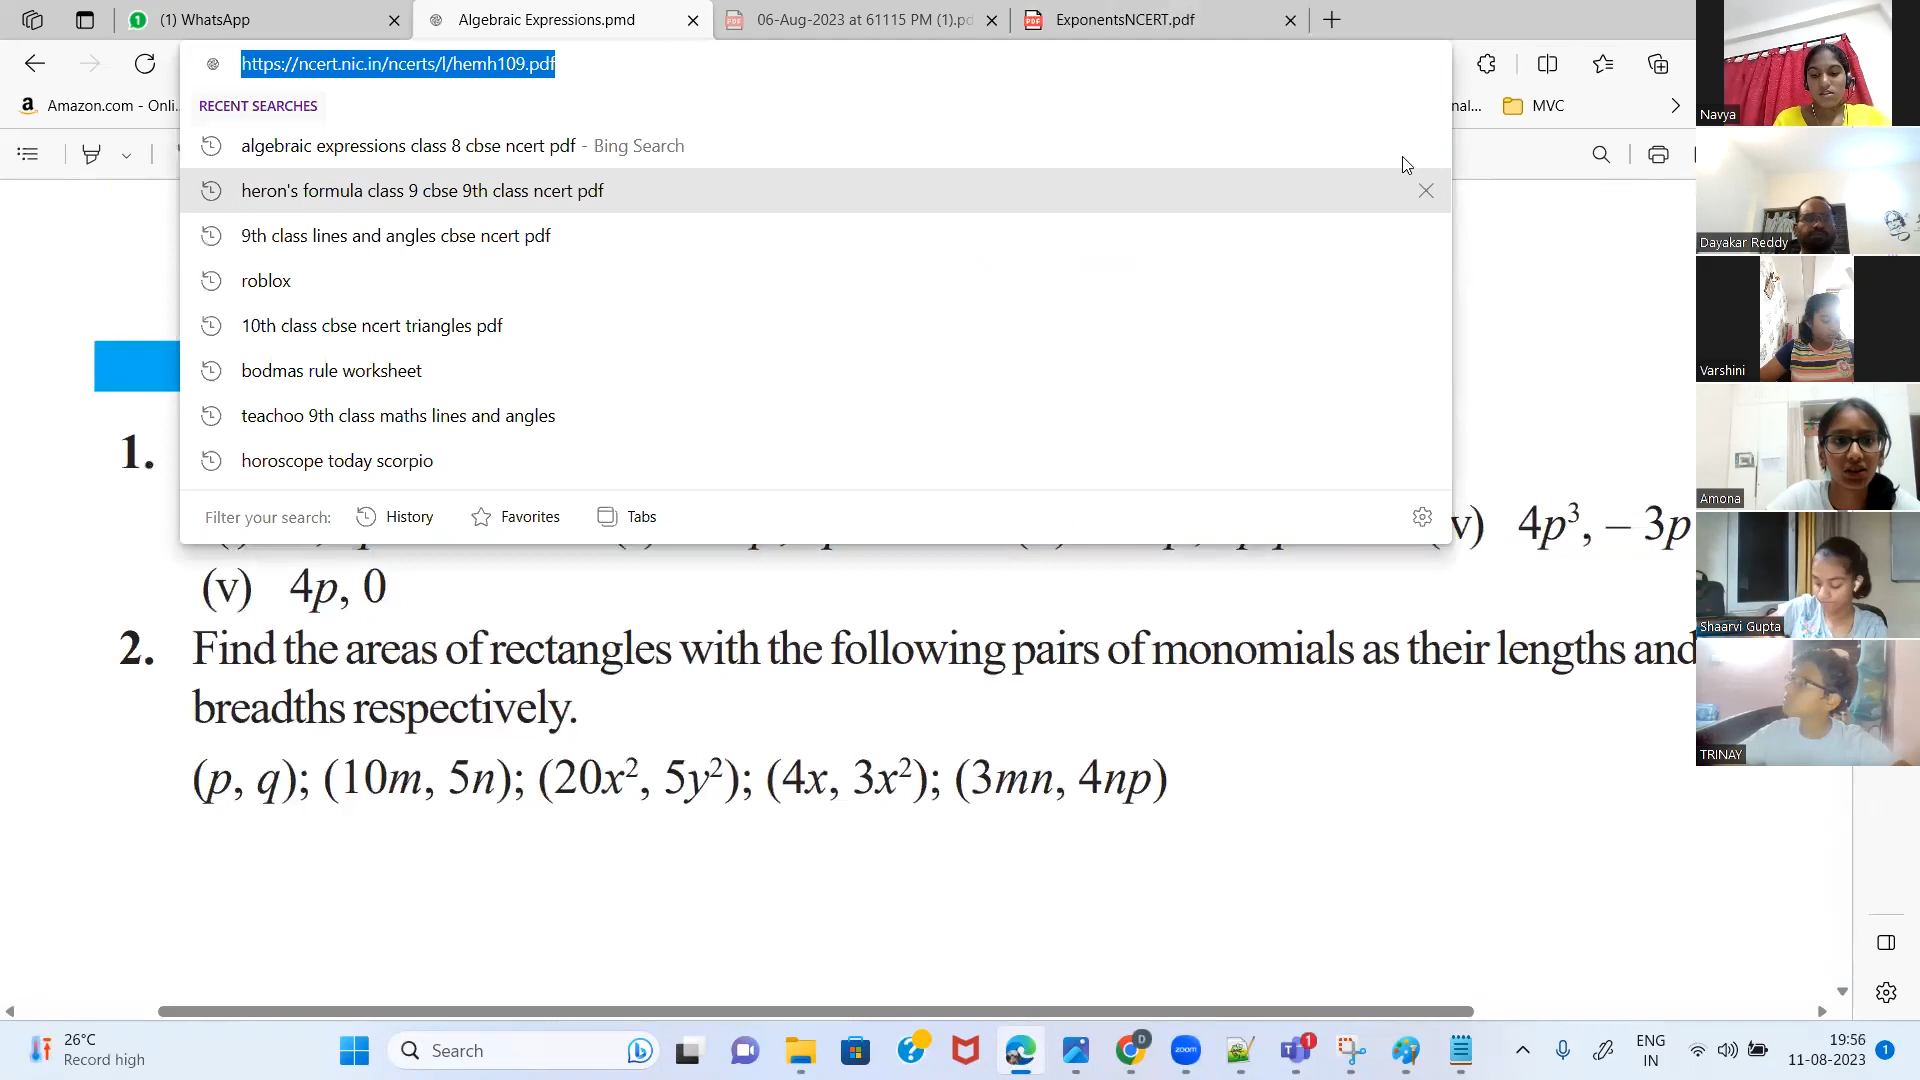 (1) WhatsApp
Algebraic Expressions.pmd
06-Aug-2023 at 61115 PM (1).pd
ExponentsNCERT.pdf
https://ncert.nic.in/ncerts/l/hemh109.pdf
Amazon.com - Onli...
nal...
MVC
RECENT SEARCHES
algebraic expressions class 8 cbse ncert pdf - Bing Search
heron's formula class 9 cbse 9th class ncert pdf
9th class lines and angles cbse ncert pdf
roblox
10th class cbse ncert triangles pdf
bodmas rule worksheet
teachoo 9th class maths lines and angles
horoscope today scorpio
Filter your search: History Favorites Tabs
1.
v) 4p³, – 3p
(v) 4p, 0
2. Find the areas of rectangles with the following pairs of monomials as their lengths and
breadths respectively.
(p, q); (10m, 5n); (20x², 5y²); (4x, 3x²); (3mn, 4np)
Navya
Dayakar Reddy
Varshini
Amona
Shaarvi Gupta
TRINAY
26°C
Record high
Search
zoom
D
1
ENG
IN
19:56
11-08-2023
1